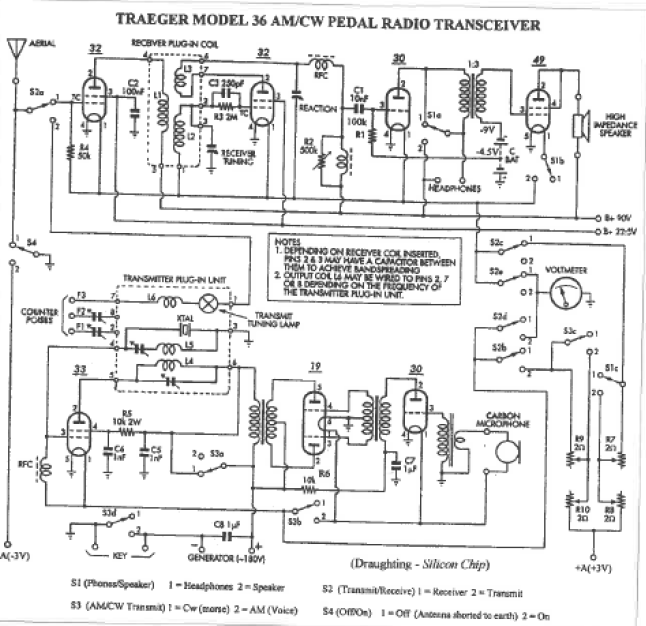 TRAEGER MODEL 36 AM/CW PEDAL RADIO TRANSCEIVER
AERIAL
32
RECEIVER PLUG-IN COIL
32
RFC
30
1:3
49
S2a
C2
100nF
L3
C3 250pF
R3 2M
L1
L2
REACTION
C1
10nF
100k
R1
S1a
-9V
-4.5V
C
BAT
HIGH
IMPEDANCE
SPEAKER
R4
50k
RECEIVER
TUNING
R2
500k
S1b
HEADPHONES
B+ 90V
B+ 22.5V
S4
NOTES
1. DEPENDING ON RECEIVER COIL INSERTED,
PINS 2 & 3 MAY HAVE A CAPACITOR BETWEEN
THEM TO ACHIEVE BANDSPREADING
2. OUTPUT COIL L6 MAY BE WIRED TO PINS 2, 7
OR 8 DEPENDING ON THE FREQUENCY OF
THE TRANSMITTER PLUG-IN UNIT.
S2c
S2e
VOLTMETER
TRANSMITTER PLUG-IN UNIT
COUNTER
POISES
F3
F2
F1
L6
TRANSMIT
TUNING LAMP
XTAL
L5
L4
S2d
S2b
S3c
S1c
33
19
30
R5
10k 2W
C6
1nF
C5
1nF
S3a
RFC
R6
10k
C7
1µF
CARBON
MICROPHONE
R9
2Ω
R7
2Ω
R10
2Ω
R8
2Ω
S3d
S3b
C8 1µF
KEY
GENERATOR (~180V)
-A(-3V)
+A(+3V)
(Draughting - Silicon Chip)
S1 (Phones/Speaker) 1 = Headphones 2 = Speaker
S2 (Transmit/Receive) 1 = Receiver 2 = Transmit
S3 (AM/CW Transmit) 1 = Cw (morse) 2 = AM (Voice)
S4 (Off/On) 1 = Off (Antenna shorted to earth) 2 = On